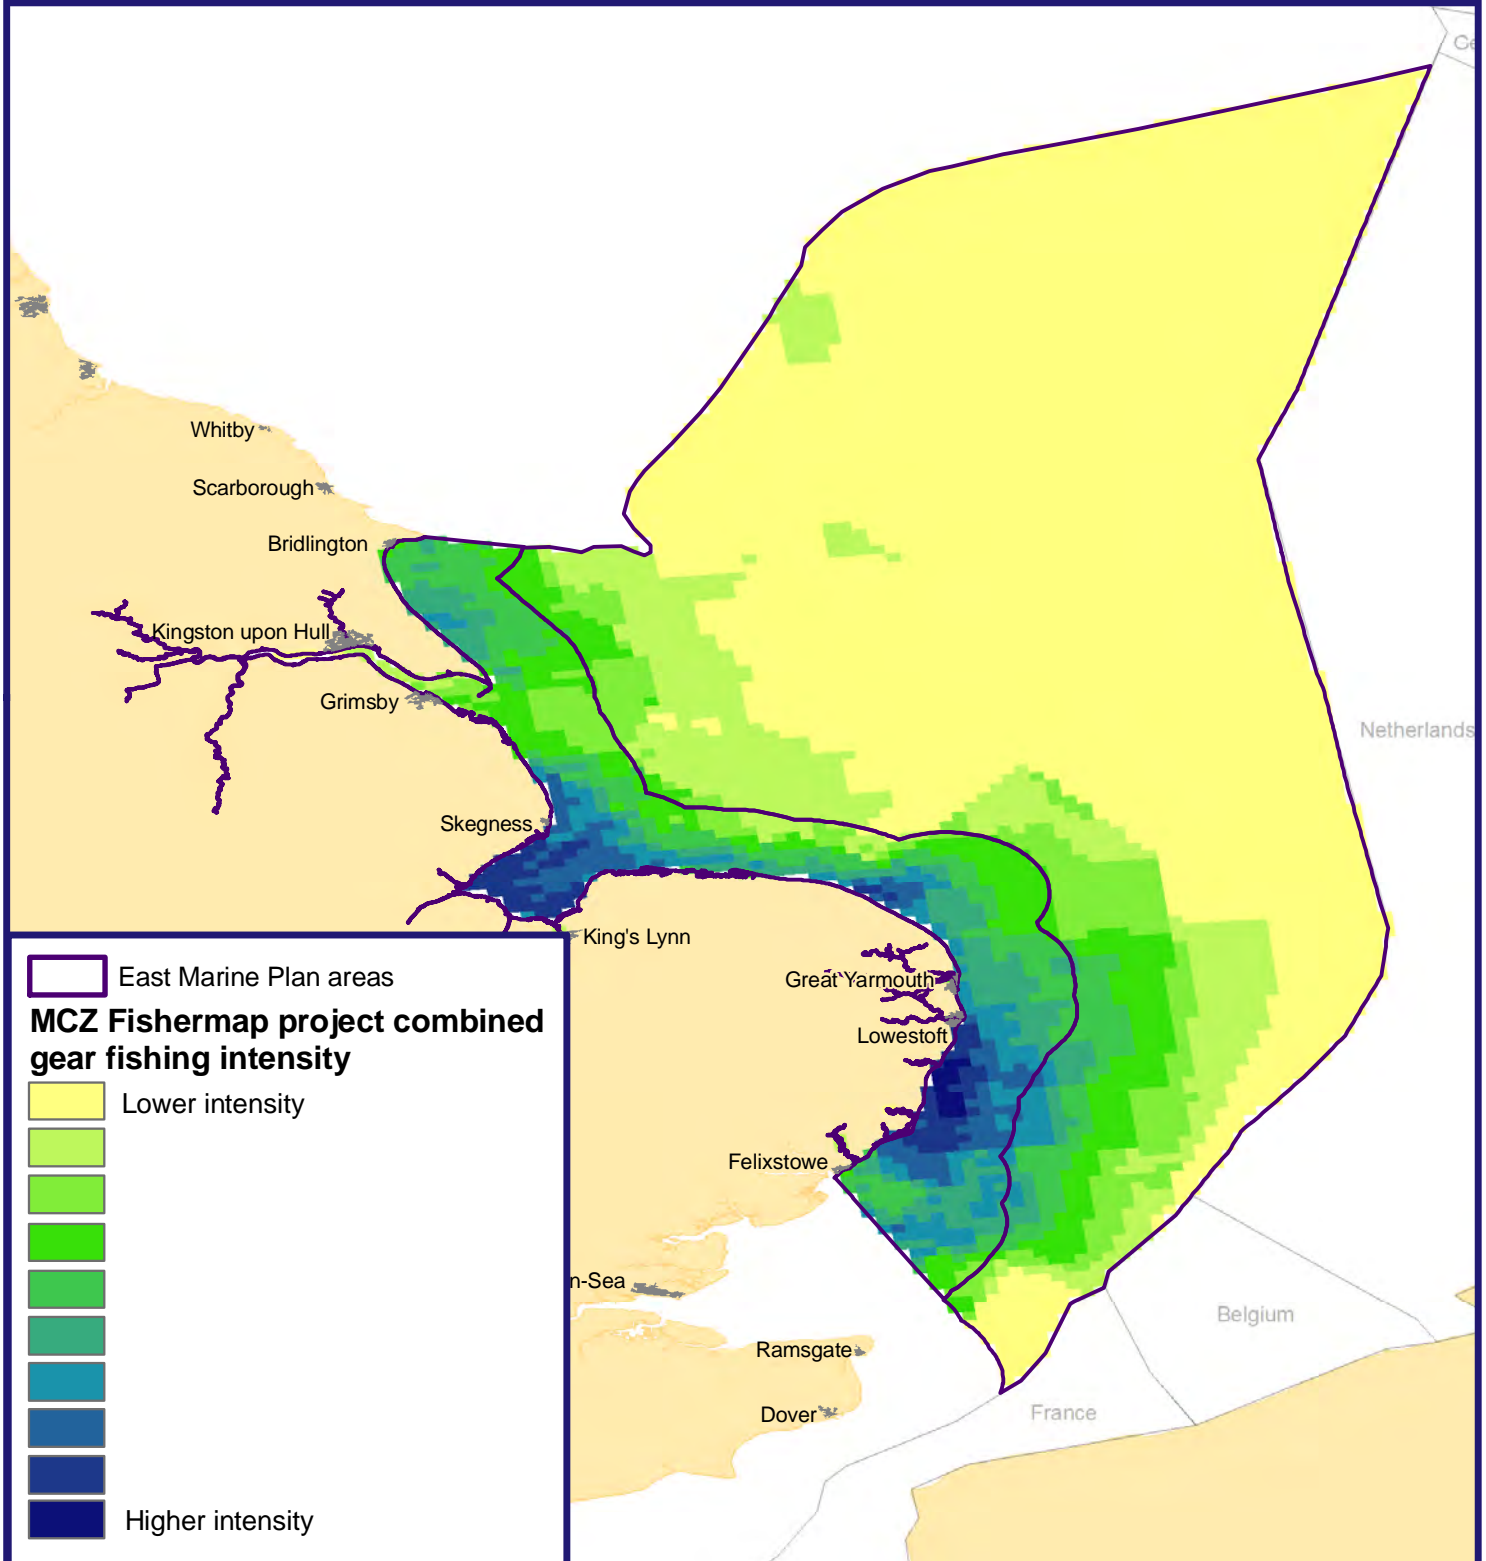 Ge
Whitby
Scarborough
Bridlington
Kingston upon Hull
Grimsby
Netherlands
Skegness
King's Lynn
Great Yarmouth
Lowestoft
Felixstowe
n-Sea
Belgium
Ramsgate
Dover
France
East Marine Plan areas
MCZ Fishermap project combined
gear fishing intensity
Lower intensity
Higher intensity